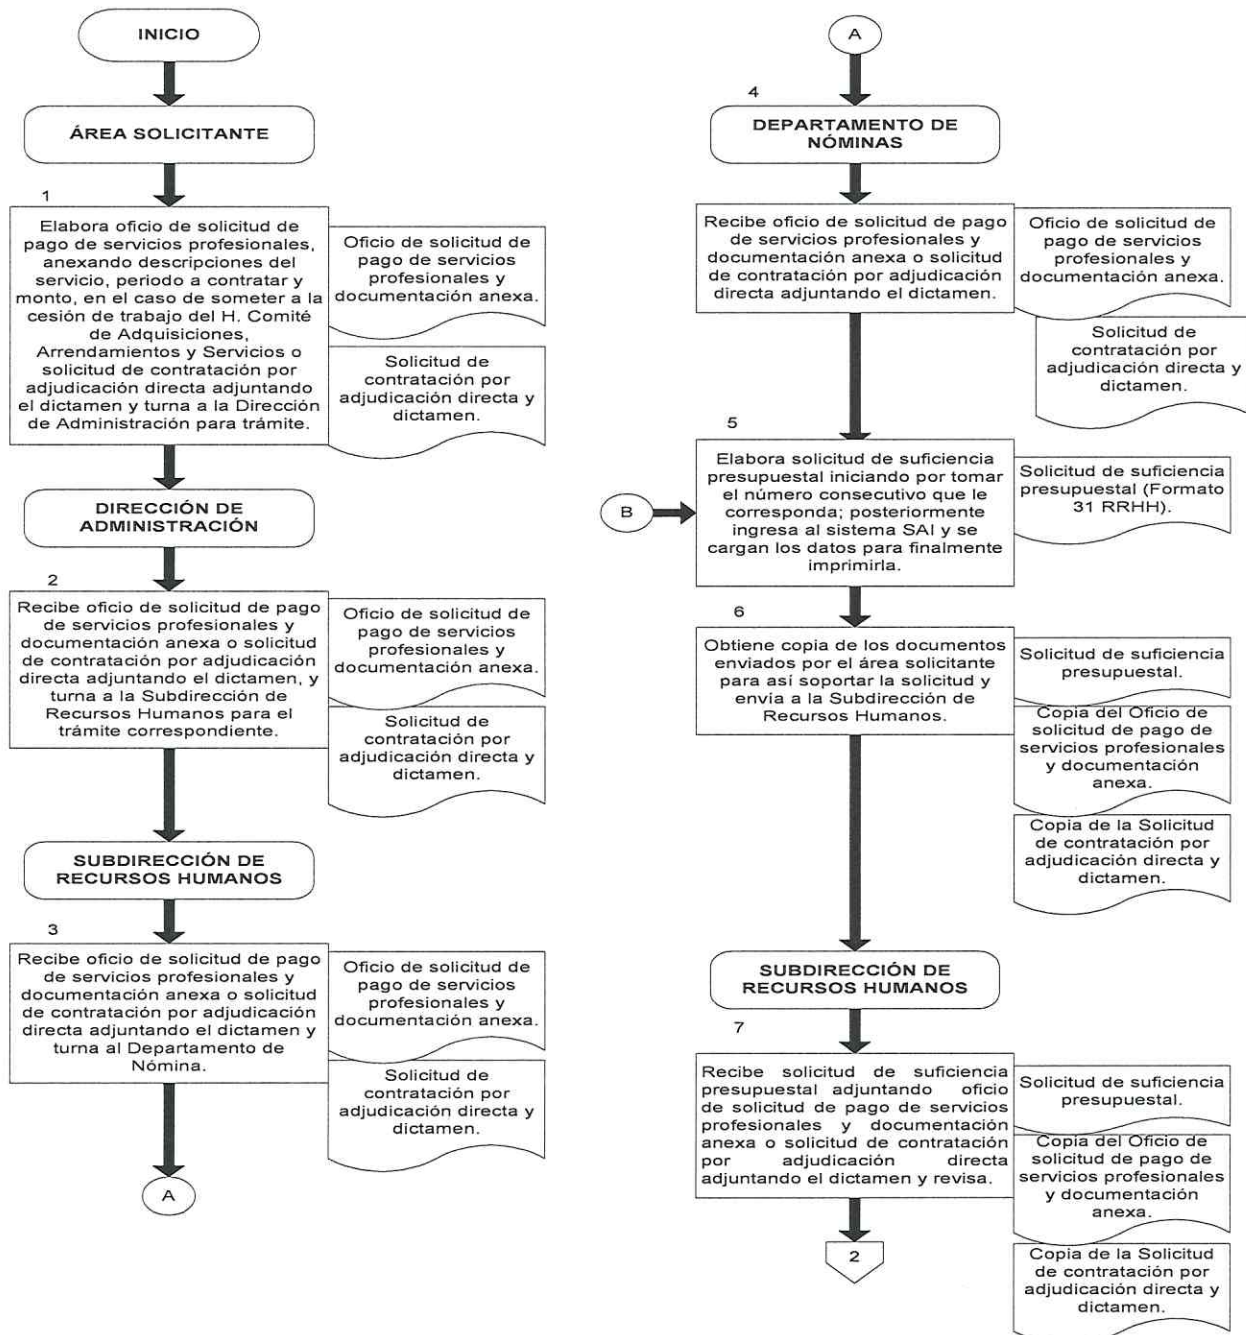 INICIO
ÁREA SOLICITANTE
1
Elabora oficio de solicitud de
pago de servicios profesionales,
anexando descripciones del
servicio, periodo a contratar y
monto, en el caso de someter a la
cesión de trabajo del H. Comité
de Adquisiciones,
Arrendamientos y Servicios o
solicitud de contratación por
adjudicación directa adjuntando
el dictamen y turna a la Dirección
de Administración para trámite.
Oficio de solicitud de
pago de servicios
profesionales y
documentación anexa.
Solicitud de
contratación por
adjudicación directa y
dictamen.
DIRECCIÓN DE
ADMINISTRACIÓN
2
Recibe oficio de solicitud de pago
de servicios profesionales y
documentación anexa o solicitud
de contratación por adjudicación
directa adjuntando el dictamen, y
turna a la Subdirección de
Recursos Humanos para el
trámite correspondiente.
Oficio de solicitud de
pago de servicios
profesionales y
documentación anexa.
Solicitud de
contratación por
adjudicación directa y
dictamen.
SUBDIRECCIÓN DE
RECURSOS HUMANOS
3
Recibe oficio de solicitud de pago
de servicios profesionales y
documentación anexa o solicitud
de contratación por adjudicación
directa adjuntando el dictamen y
turna al Departamento de
Nómina.
Oficio de solicitud de
pago de servicios
profesionales y
documentación anexa.
Solicitud de
contratación por
adjudicación directa y
dictamen.
A
A
4
DEPARTAMENTO DE
NÓMINAS
Recibe oficio de solicitud de pago
de servicios profesionales y
documentación anexa o solicitud
de contratación por adjudicación
directa adjuntando el dictamen.
Oficio de solicitud de
pago de servicios
profesionales y
documentación anexa.
Solicitud de
contratación por
adjudicación directa y
dictamen.
5
B
Elabora solicitud de suficiencia
presupuestal iniciando por tomar
el número consecutivo que le
corresponda; posteriormente
ingresa al sistema SAI y se
cargan los datos para finalmente
imprimirla.
Solicitud de suficiencia
presupuestal (Formato
31 RRHH).
6
Obtiene copia de los documentos
enviados por el área solicitante
para así soportar la solicitud y
envía a la Subdirección de
Recursos Humanos.
Solicitud de suficiencia
presupuestal.
Copia del Oficio de
solicitud de pago de
servicios profesionales
y documentación
anexa.
Copia de la Solicitud
de contratación por
adjudicación directa y
dictamen.
SUBDIRECCIÓN DE
RECURSOS HUMANOS
7
Recibe solicitud de suficiencia
presupuestal adjuntando oficio
de solicitud de pago de servicios
profesionales y documentación
anexa o solicitud de contratación
por adjudicación directa
adjuntando el dictamen y revisa.
Solicitud de suficiencia
presupuestal.
Copia del Oficio de
solicitud de pago de
servicios profesionales
y documentación
anexa.
Copia de la Solicitud
de contratación por
adjudicación directa y
dictamen.
2